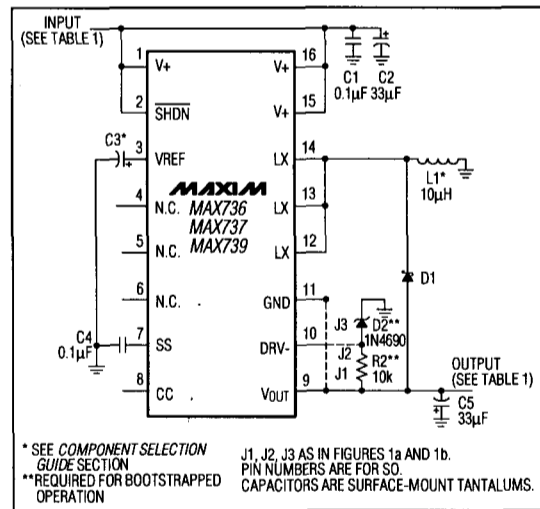 INPUT
(SEE TABLE 1)
1
V+
16
V+
C1
0.1µF
C2
33µF
2
SHDN
15
V+
C3*
3
VREF
14
LX
L1*
10µH
MAXIM
MAX736
MAX737
MAX739
4
N.C.
13
LX
5
N.C.
12
LX
D1
6
N.C.
11
GND
C4
0.1µF
7
SS
10
DRV-
J3
D2**
1N4690
J2
R2**
10k
J1
8
CC
9
VOUT
OUTPUT
(SEE TABLE 1)
C5
33µF
* SEE COMPONENT SELECTION
GUIDE SECTION
**REQUIRED FOR BOOTSTRAPPED
OPERATION
J1, J2, J3 AS IN FIGURES 1a AND 1b.
PIN NUMBERS ARE FOR SO.
CAPACITORS ARE SURFACE-MOUNT TANTALUMS.